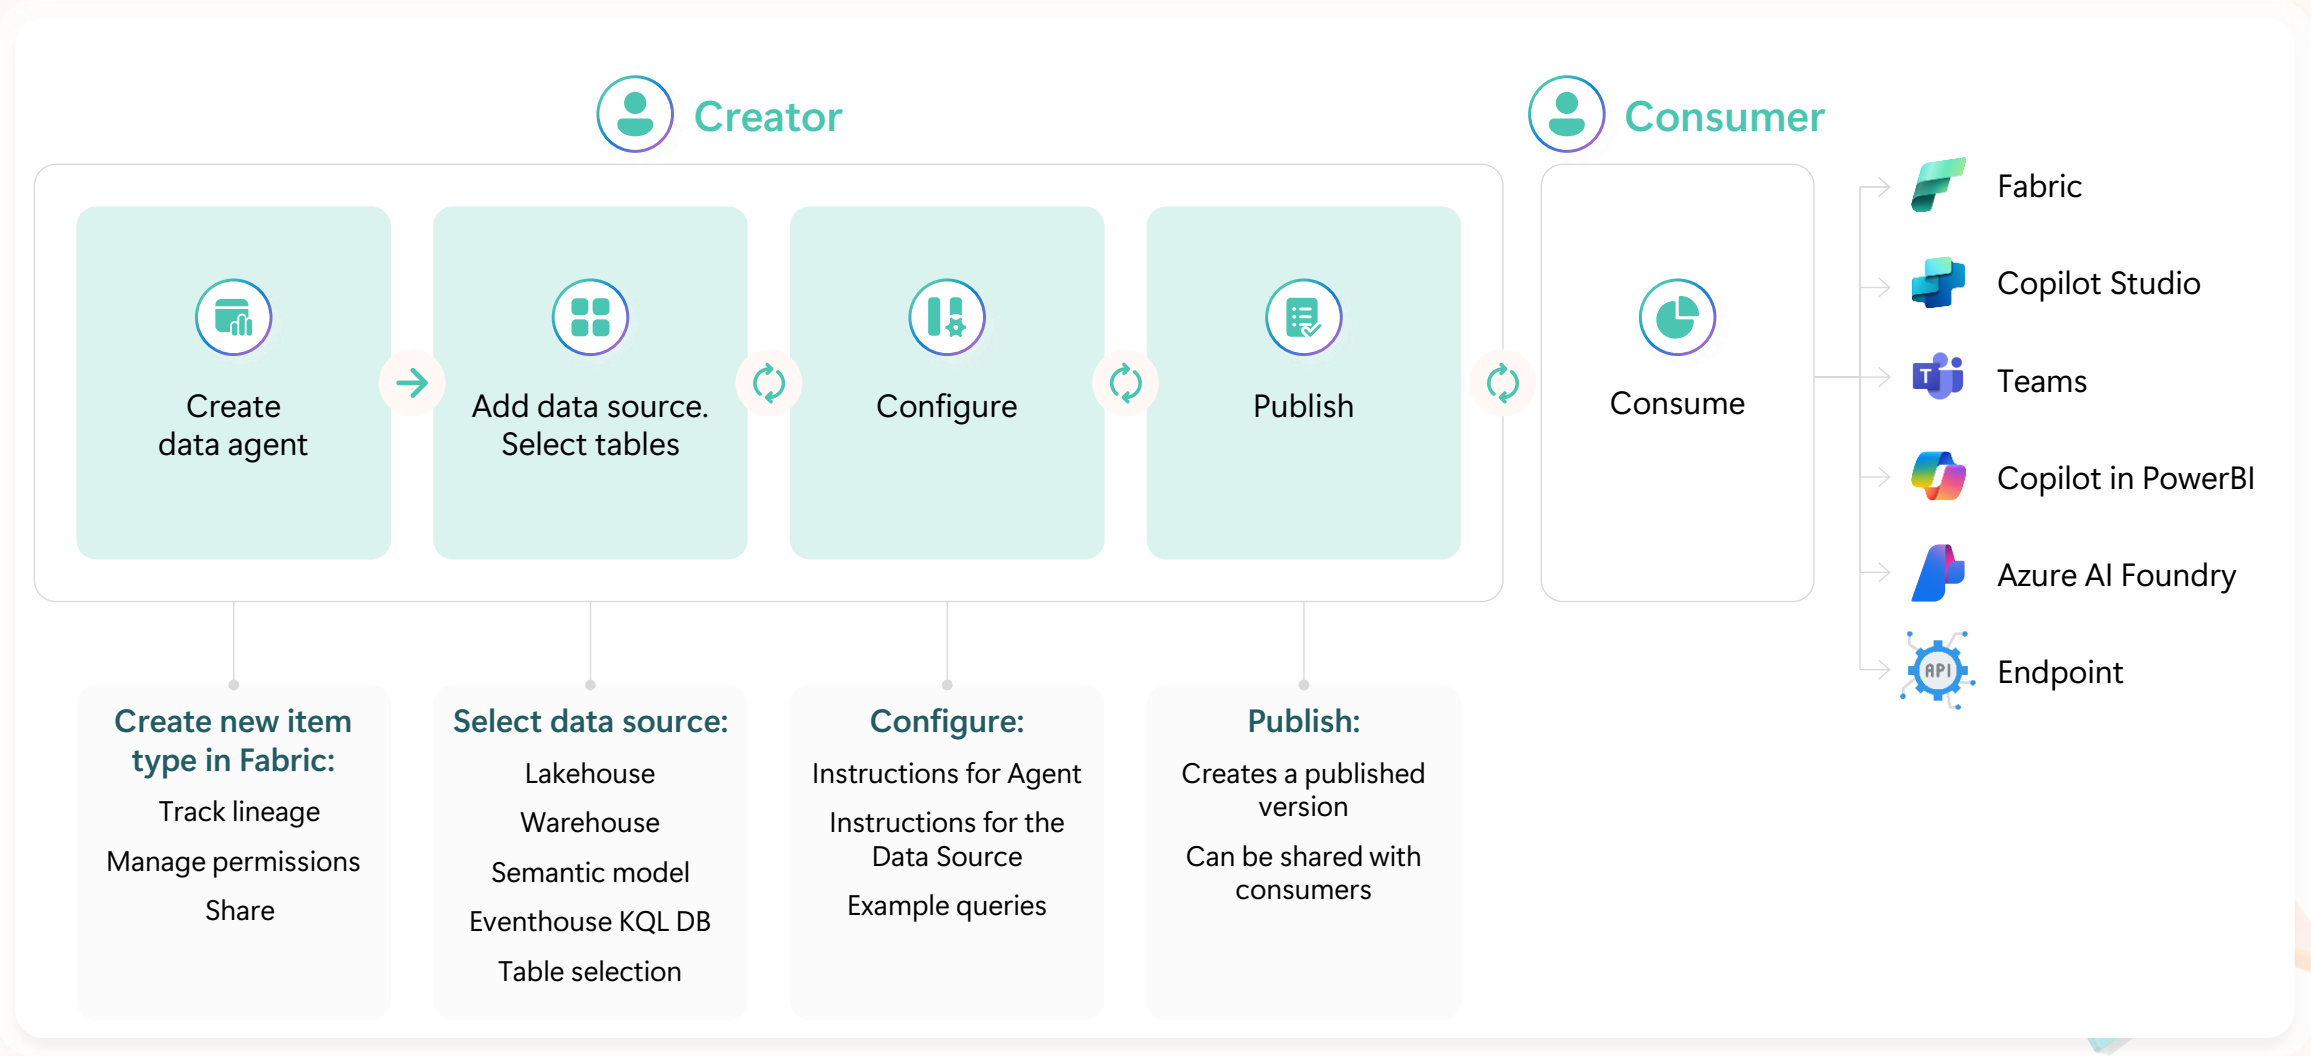 Creator
Consumer
Create
data agent
Add data source.
Select tables
Configure
Publish
Consume
Fabric
Copilot Studio
T
Teams
Copilot in PowerBI
Azure AI Foundry
API
Endpoint
Create new item
type in Fabric:
Track lineage
Manage permissions
Share
Select data source:
Lakehouse
Warehouse
Semantic model
Eventhouse KQL DB
Table selection
Configure:
Instructions for Agent
Instructions for the
Data Source
Example queries
Publish:
Creates a published
version
Can be shared with
consumers